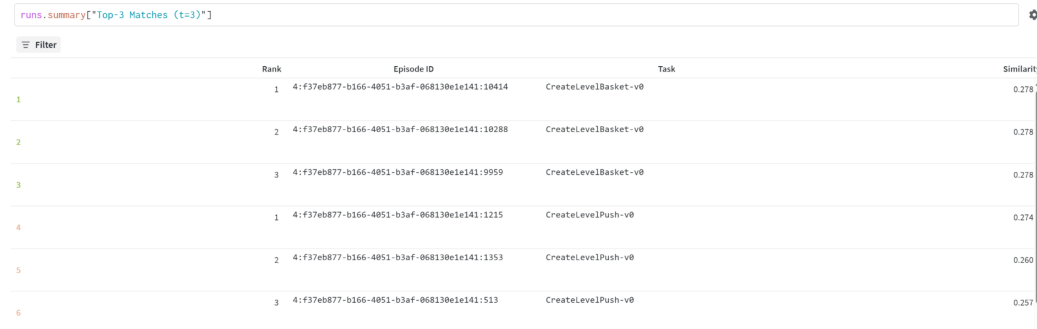 runs.summary["Top-3 Matches (t=3)"]
Filter
Rank Episode ID Task Similarity
1 4:f37eb877-b166-4051-b3af-068130e1e141:10414 CreateLevelBasket-v0 0.278
1
2 4:f37eb877-b166-4051-b3af-068130e1e141:10288 CreateLevelBasket-v0 0.278
2
3 4:f37eb877-b166-4051-b3af-068130e1e141:9959 CreateLevelBasket-v0 0.278
3
1 4:f37eb877-b166-4051-b3af-068130e1e141:1215 CreateLevelPush-v0 0.274
4
2 4:f37eb877-b166-4051-b3af-068130e1e141:1353 CreateLevelPush-v0 0.260
5
3 4:f37eb877-b166-4051-b3af-068130e1e141:513 CreateLevelPush-v0 0.257
6